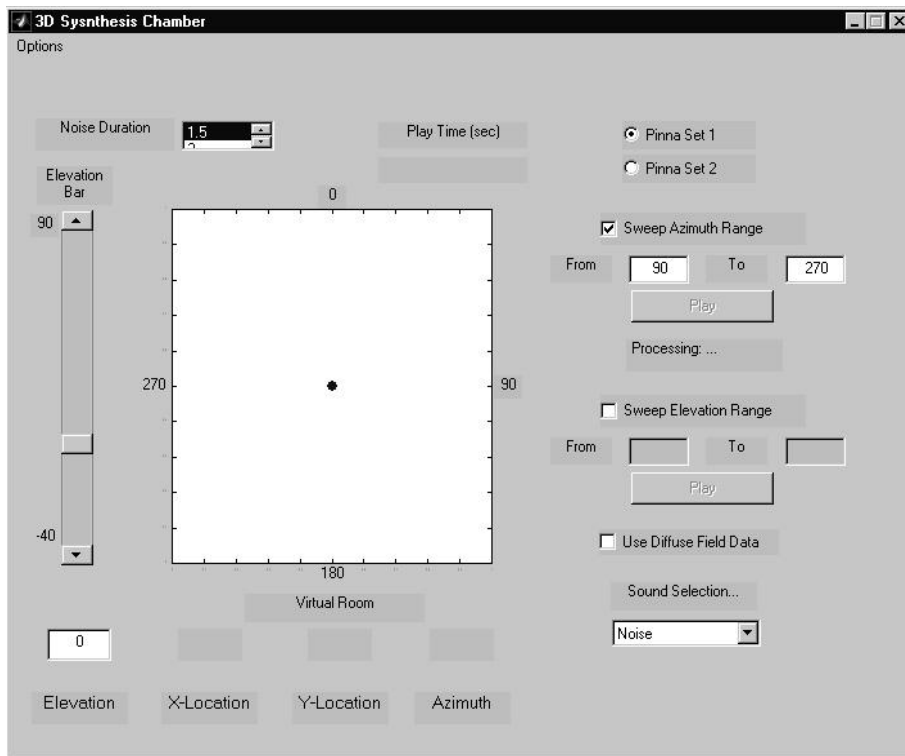 3D Sysnthesis Chamber
Options
Noise Duration
1.5
Play Time (sec)
Pinna Set 1
Pinna Set 2
Elevation
Bar
90
-40
0
270
90
180
Virtual Room
Sweep Azimuth Range
From
90
To
270
Play
Processing: ...
Sweep Elevation Range
From
To
Play
Use Diffuse Field Data
Sound Selection...
Noise
0
Elevation
X-Location
Y-Location
Azimuth